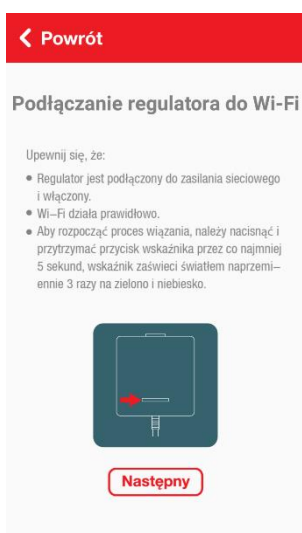 Powrót
Podłączanie regulatora do Wi-Fi
Upewnij się, że:
• Regulator jest podłączony do zasilania sieciowego
i włączony.
• Wi–Fi działa prawidłowo.
• Aby rozpocząć proces wiązania, należy nacisnąć i
przytrzymać przycisk wskaźnika przez co najmniej
5 sekund, wskaźnik zaświeci światłem naprzemi–
ennie 3 razy na zielono i niebiesko.
Następny